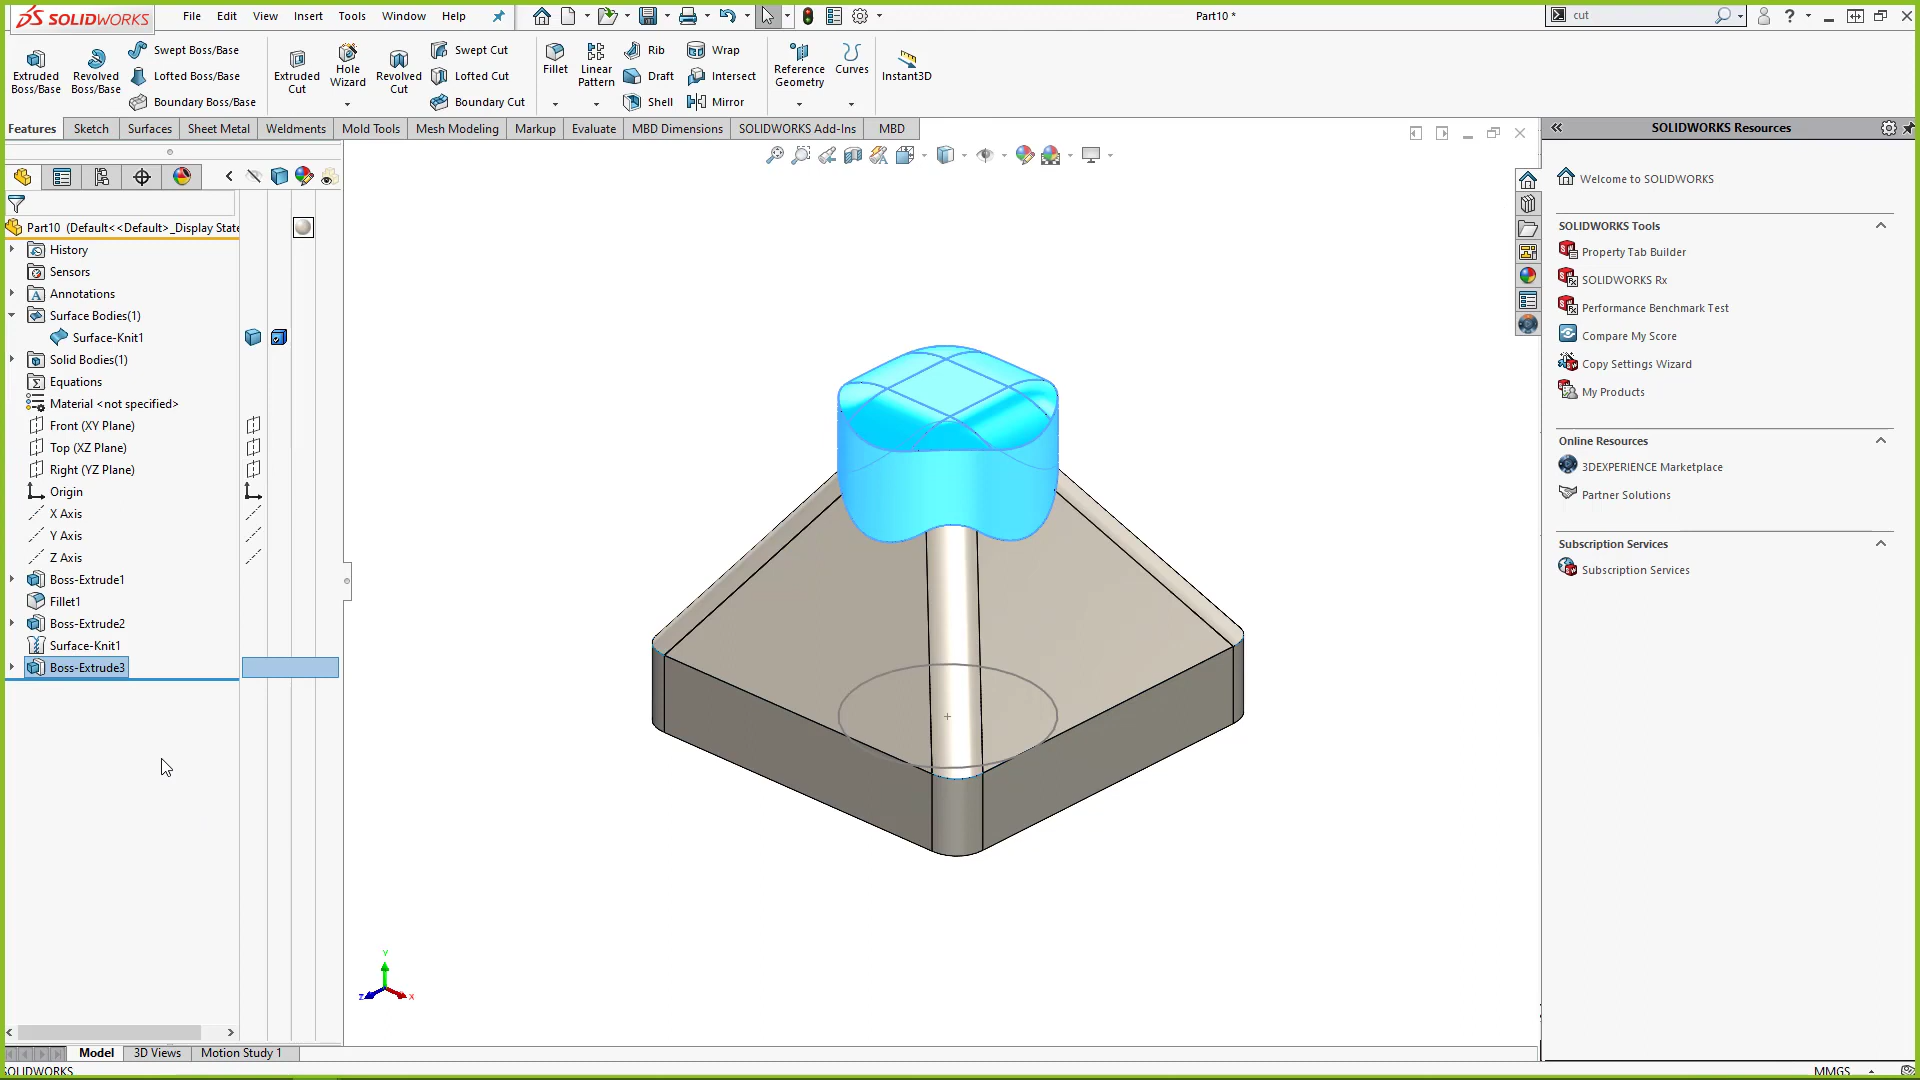 SOLIDWORKS
File Edit View Insert Tools Window Help
Part10 *
cut
Extruded Boss/Base
Revolved Boss/Base
Swept Boss/Base
Lofted Boss/Base
Boundary Boss/Base
Extruded Cut
Hole Wizard
Revolved Cut
Swept Cut
Lofted Cut
Boundary Cut
Fillet
Linear Pattern
Rib
Draft
Shell
Wrap
Intersect
Mirror
Reference Geometry
Curves
Instant3D
Features Sketch Surfaces Sheet Metal Weldments Mold Tools Mesh Modeling Markup Evaluate MBD Dimensions SOLIDWORKS Add-Ins MBD
Part10 (Default<<Default>_Display State
History
Sensors
Annotations
Surface Bodies(1)
Surface-Knit1
Solid Bodies(1)
Equations
Material <not specified>
Front (XY Plane)
Top (XZ Plane)
Right (YZ Plane)
Origin
X Axis
Y Axis
Z Axis
Boss-Extrude1
Fillet1
Boss-Extrude2
Surface-Knit1
Boss-Extrude3
Y
Z
X
SOLIDWORKS Resources
Welcome to SOLIDWORKS
SOLIDWORKS Tools
Property Tab Builder
SOLIDWORKS Rx
Performance Benchmark Test
Compare My Score
Copy Settings Wizard
My Products
Online Resources
3DEXPERIENCE Marketplace
Partner Solutions
Subscription Services
Subscription Services
Model 3D Views Motion Study 1
SOLIDWORKS
MMGS